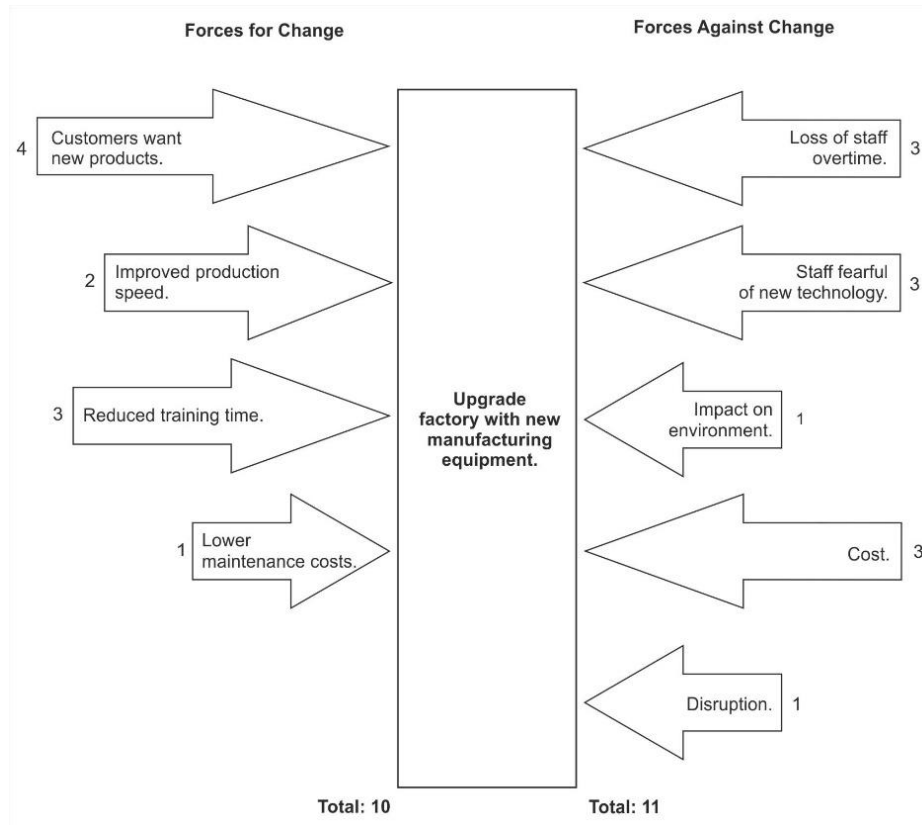 Forces for Change
Forces Against Change
4
Customers want
new products.
Loss of staff
overtime.
3
2
Improved production
speed.
Staff fearful
of new technology.
3
3
Reduced training time.
Upgrade
factory with new
manufacturing
equipment.
Impact on
environment.
1
1
Lower
maintenance costs.
Cost.
3
Disruption.
1
Total: 10
Total: 11